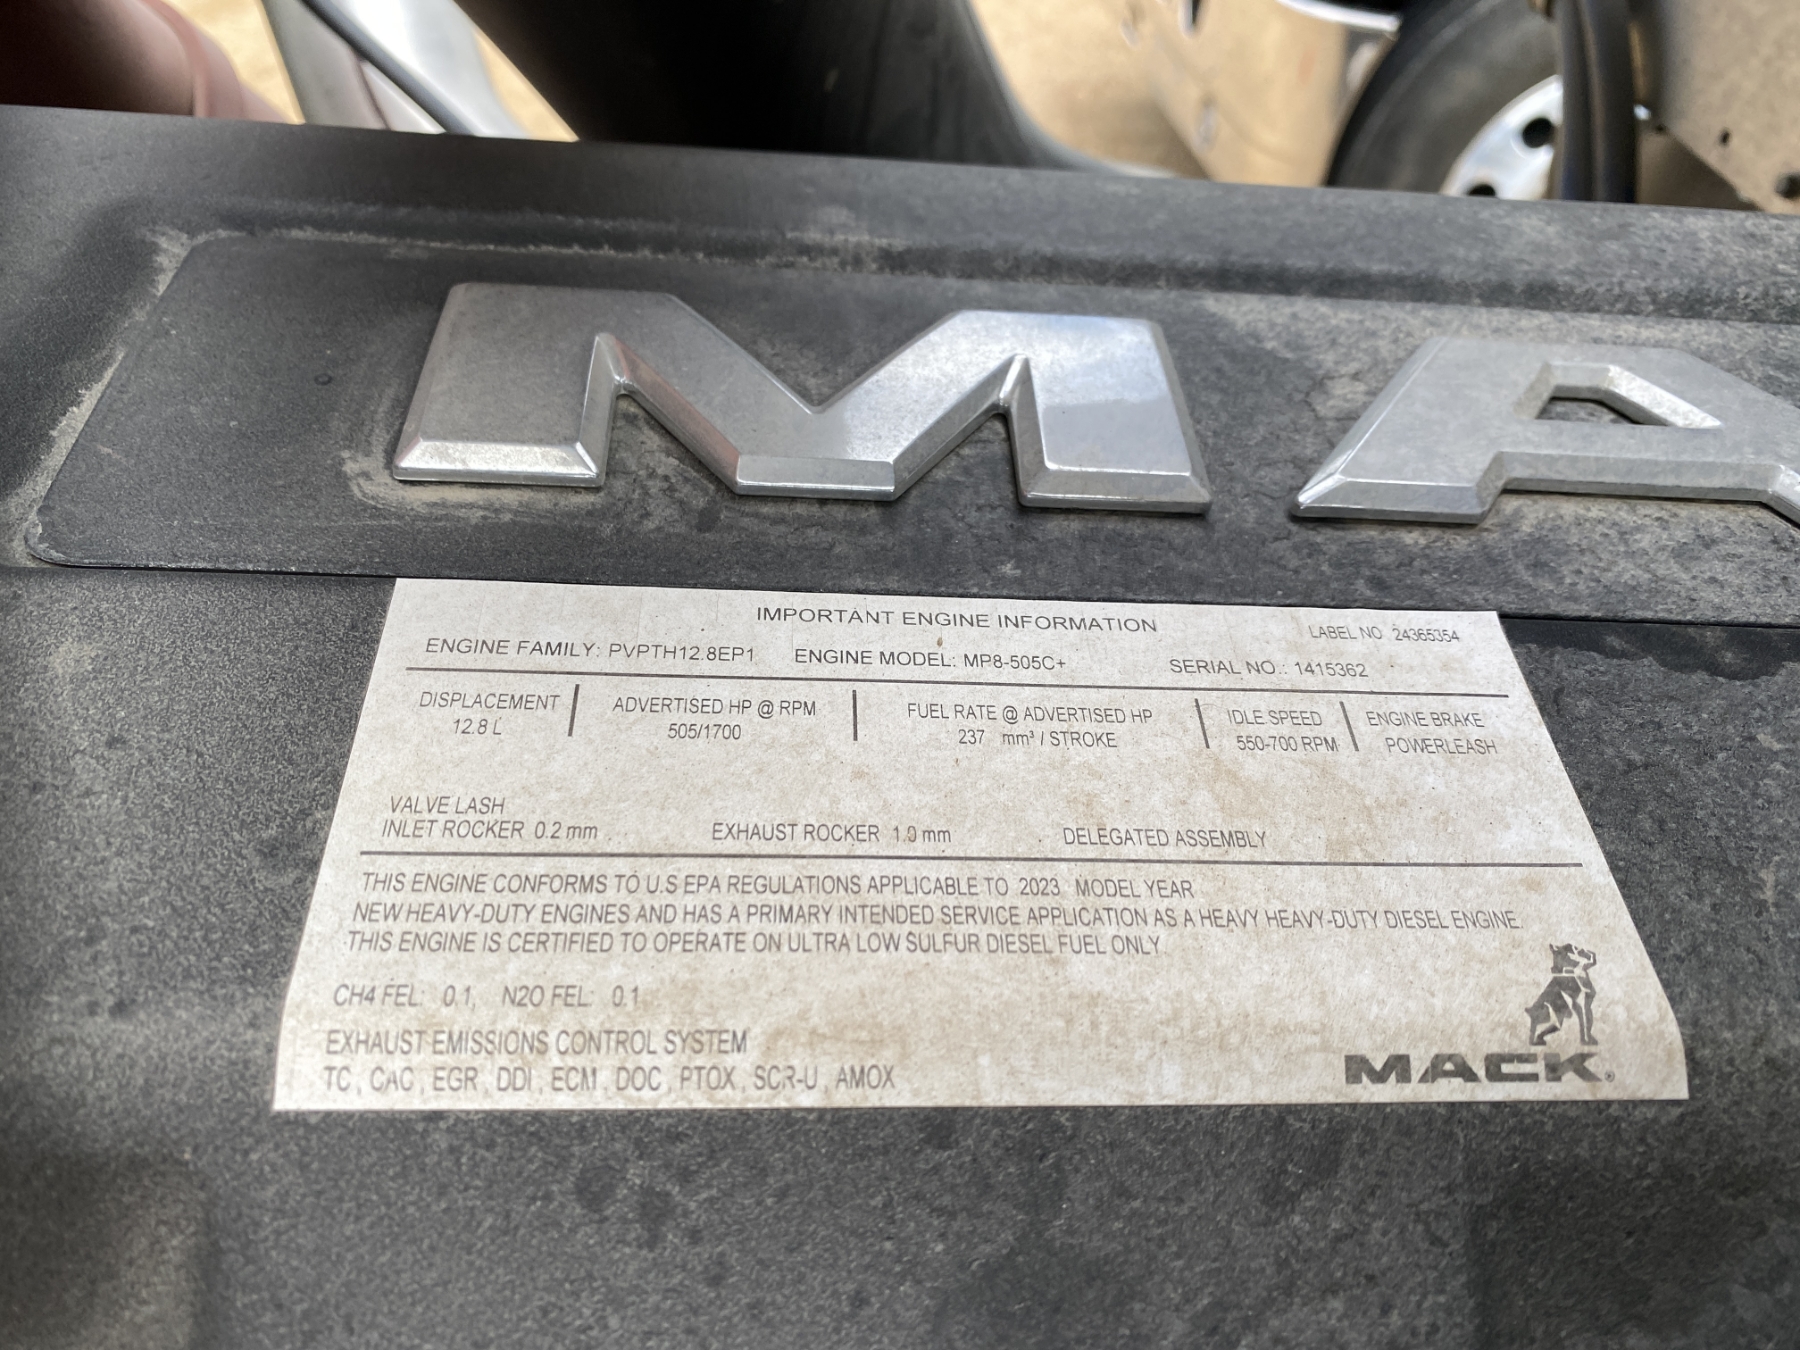 MA
IMPORTANT ENGINE INFORMATION
LABEL NO 24365354
ENGINE FAMILY: PVPTH12.8EP1 ENGINE MODEL: MP8-505C+ SERIAL NO.: 1415362
DISPLACEMENT ADVERTISED HP @ RPM FUEL RATE @ ADVERTISED HP IDLE SPEED ENGINE BRAKE
12.8 L 505/1700 237 mm³ / STROKE 550-700 RPM POWERLEASH
VALVE LASH
INLET ROCKER 0.2 mm EXHAUST ROCKER 1.0 mm DELEGATED ASSEMBLY
THIS ENGINE CONFORMS TO U.S EPA REGULATIONS APPLICABLE TO 2023 MODEL YEAR
NEW HEAVY-DUTY ENGINES AND HAS A PRIMARY INTENDED SERVICE APPLICATION AS A HEAVY HEAVY-DUTY DIESEL ENGINE.
THIS ENGINE IS CERTIFIED TO OPERATE ON ULTRA LOW SULFUR DIESEL FUEL ONLY.
CH4 FEL: 0.1, N2O FEL: 0.1
EXHAUST EMISSIONS CONTROL SYSTEM
TC, CAC, EGR, DDI, ECM, DOC, PTOX, SCR-U, AMOX
MACK